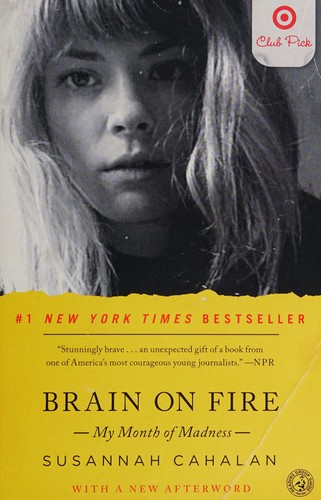 Club Pick
#1 NEW YORK TIMES BESTSELLER
"Stunningly brave . . . an unexpected gift of a book from
one of America's most courageous young journalists." —NPR
BRAIN ON FIRE
— My Month of Madness —
SUSANNAH CAHALAN
WITH A NEW AFTERWORD